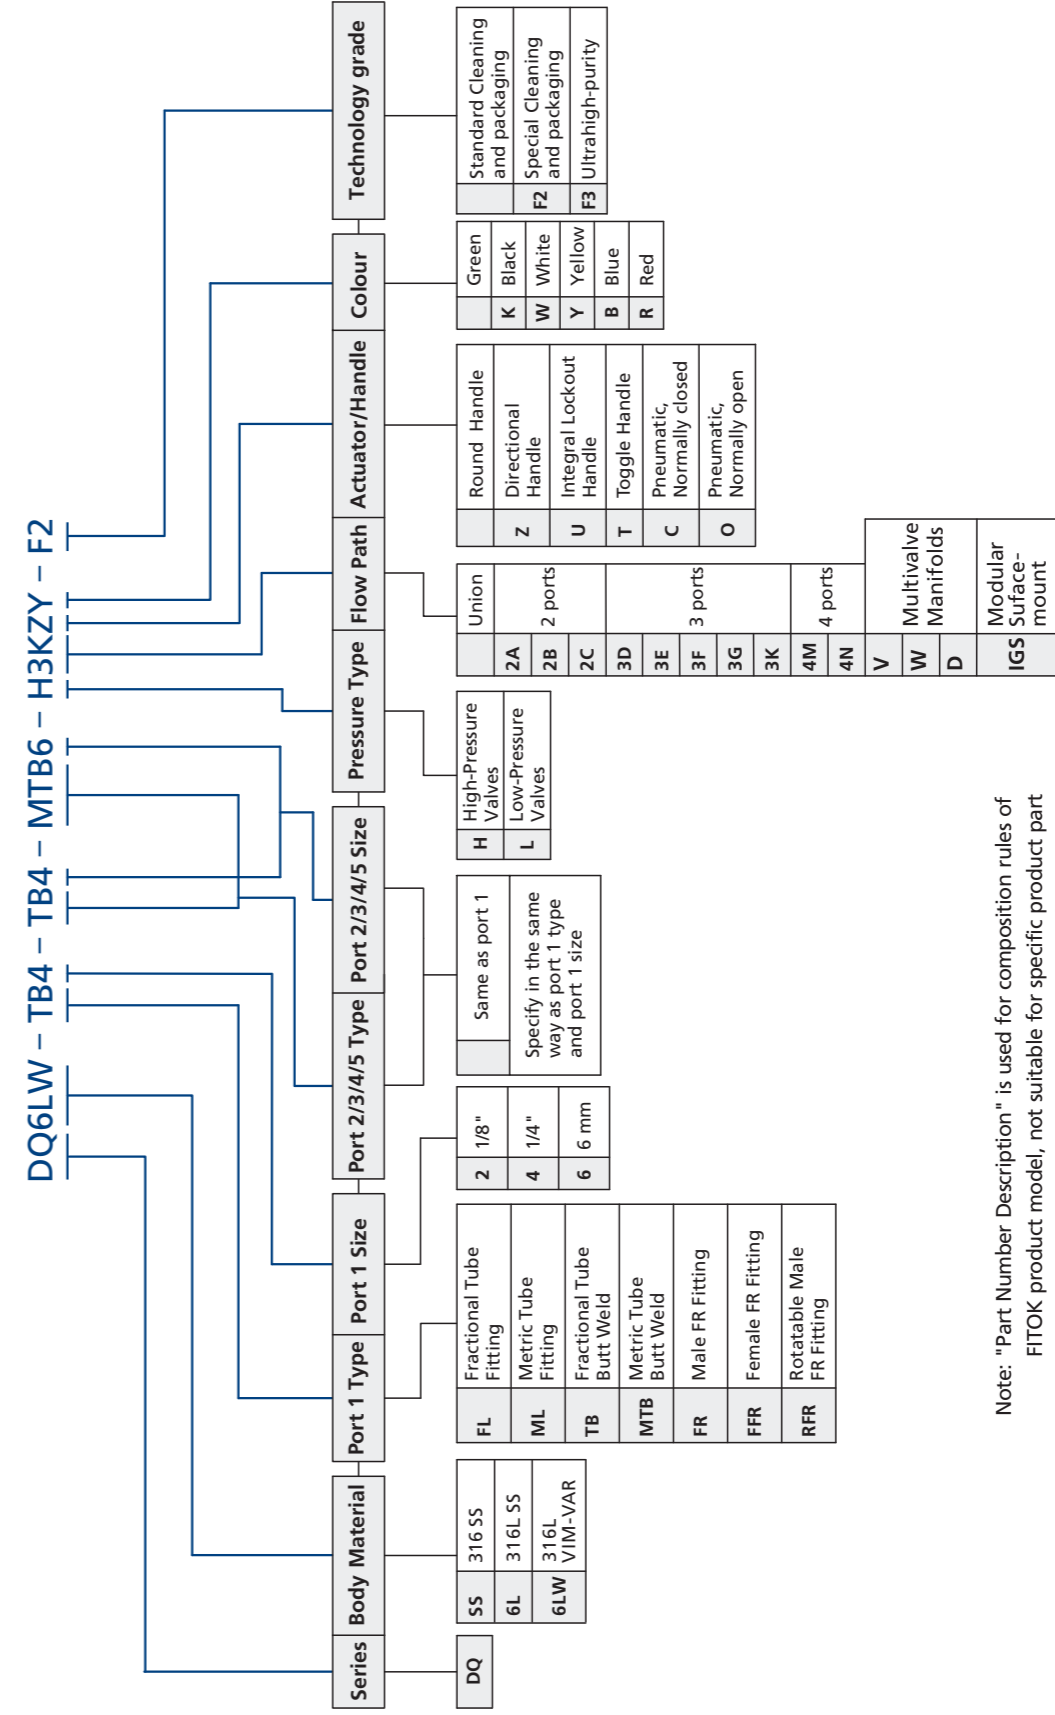 DQ6LW – TB4 – TB4 – MTB6 – H3KZY – F2
Series
DQ
Body Material
SS 316 SS
6L 316L SS
6LW 316L
VIM-VAR
Port 1 Type
FL Fractional Tube
Fitting
ML Metric Tube
Fitting
TB Fractional Tube
Butt Weld
MTB Metric Tube
Butt Weld
FR Male FR Fitting
FFR Female FR Fitting
RFR Rotatable Male
FR Fitting
Port 1 Size
2 1/8"
4 1/4"
6 6 mm
Port 2/3/4/5 Type
Port 2/3/4/5 Size
Same as port 1
Specify in the same
way as port 1 type
and port 1 size
Pressure Type
H High-Pressure
Valves
L Low-Pressure
Valves
Flow Path
Union
2A
2B 2 ports
2C
3D
3E
3F 3 ports
3G
3K
4M 4 ports
4N
V
W Multivalve
Manifolds
D
IGS Modular
Suface-
mount
Actuator/Handle
Round Handle
Z Directional
Handle
U Integral Lockout
Handle
T Toggle Handle
C Pneumatic,
Normally closed
O Pneumatic,
Normally open
Colour
Green
K Black
W White
Y Yellow
B Blue
R Red
Technology grade
Standard Cleaning
and packaging
F2 Special Cleaning
and packaging
F3 Ultrahigh-purity
Note: "Part Number Description" is used for composition rules of
FITOK product model, not suitable for specific product part